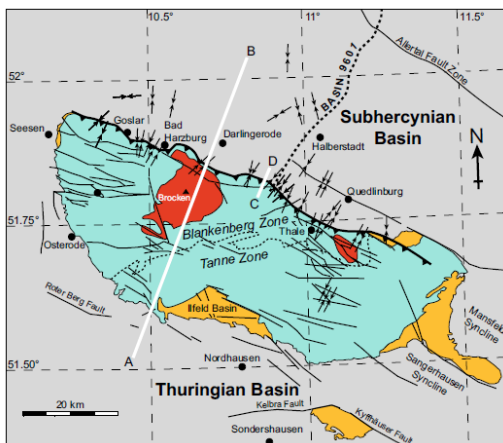 10.5°
11°
11.5°
B
Allertal Fault Zone
52°
BASIN 9601
Goslar
Seesen
Bad
Harzburg
Darlingerode
Subhercynian
Basin
Halberstadt
N
D
Quedlinburg
Brocken
C
51.75°
Blankenberg Zone
Thale
Osterode
Tanne Zone
Roter Berg Fault
Ilfeld Basin
Mansfeld
Syncline
A
51.50°
Nordhausen
Sangerhausen
Syncline
Thuringian Basin
20 km
Kelbra Fault
Kyffhäuser Fault
Sondershausen